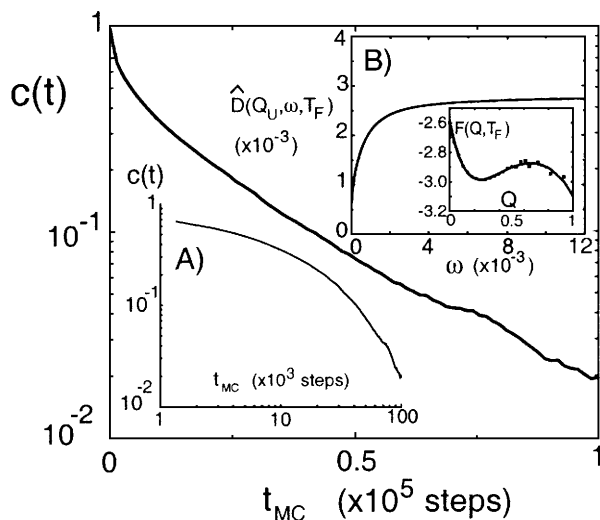 1
c(t)
10^-1
10^-2
0
0.5
1
t_MC (x10^5 steps)
A)
c(t)
1
10^-1
10^-2
1
10
100
t_MC (x10^3 steps)
B)
D̂(Q_U,ω,T_F)
(x10^-3)
4
3
2
1
0
0
4
8
12
ω (x10^-3)
F(Q,T_F)
-2.6
-2.8
-3.0
-3.2
0
0.5
1
Q